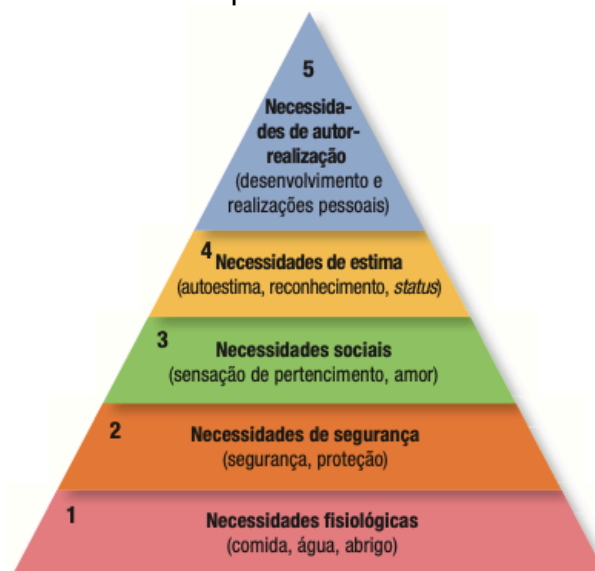 5
Necessida-
des de autor-
realização
(desenvolvimento e
realizações pessoais)
4
Necessidades de estima
(autoestima, reconhecimento, status)
3
Necessidades sociais
(sensação de pertencimento, amor)
2
Necessidades de segurança
(segurança, proteção)
1
Necessidades fisiológicas
(comida, água, abrigo)